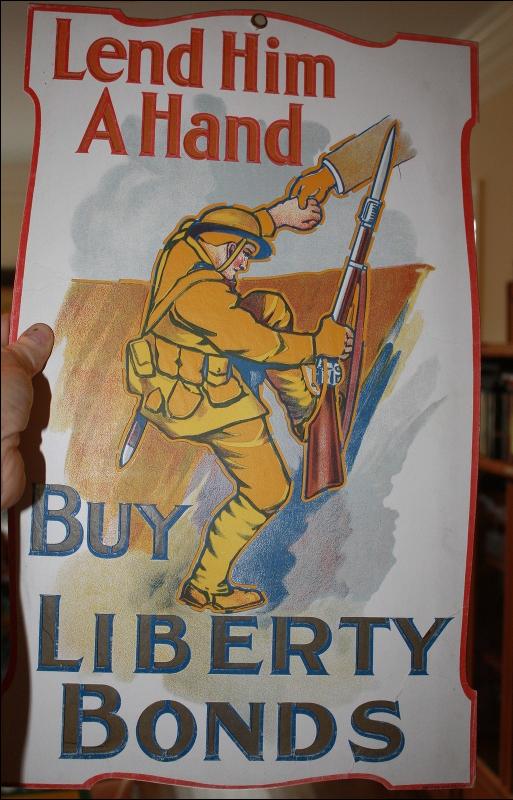 Lend Him
A Hand
BUY
LIBERTY
BONDS